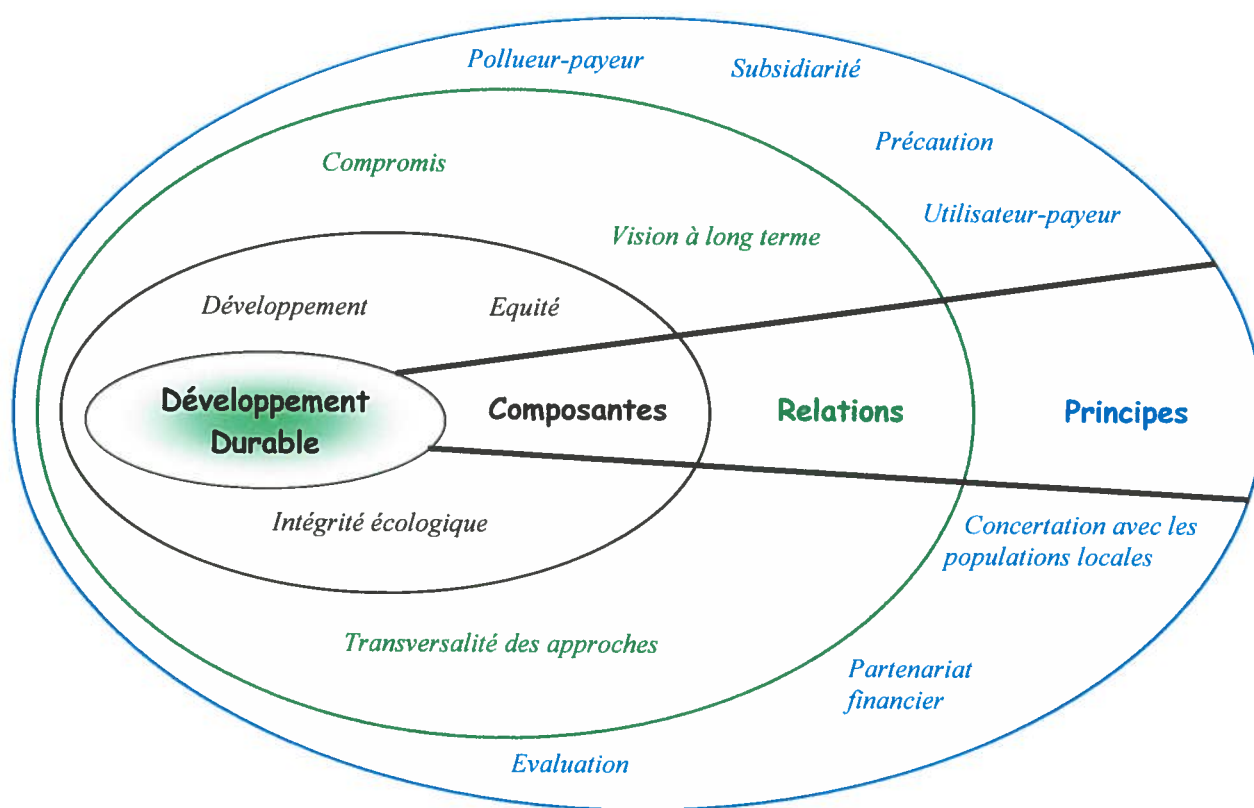 Pollueur-payeur
Subsidiarité
Précaution
Compromis
Utilisateur-payeur
Vision à long terme
Développement
Equité
Développement
Durable
Composantes
Relations
Principes
Intégrité écologique
Concertation avec les
populations locales
Transversalité des approches
Partenariat
financier
Evaluation